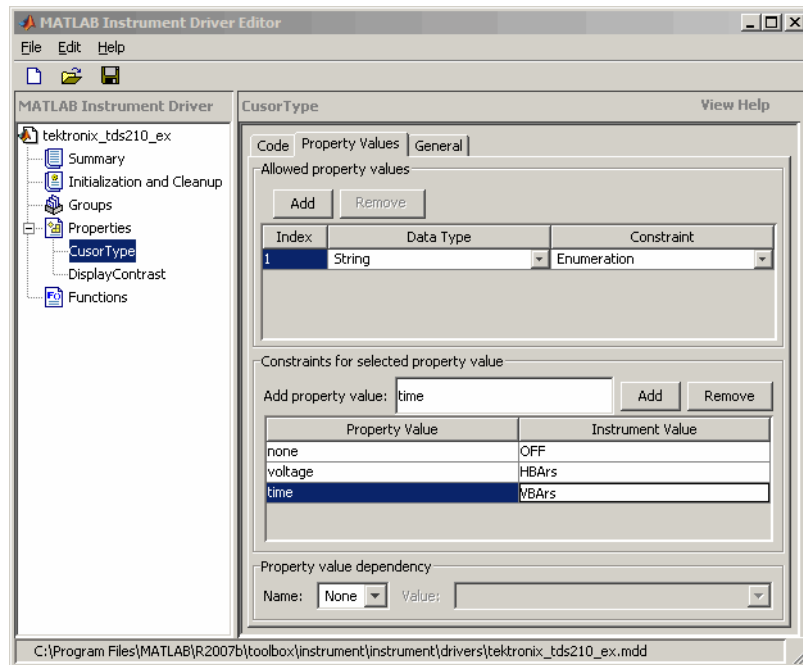 MATLAB Instrument Driver Editor
File Edit Help
MATLAB Instrument Driver
tektronix_tds210_ex
Summary
Initialization and Cleanup
Groups
Properties
CusorType
DisplayContrast
Functions
CusorType View Help
Code Property Values General
Allowed property values
Add Remove
Index Data Type Constraint
1 String Enumeration
Constraints for selected property value
Add property value: time Add Remove
Property Value Instrument Value
none OFF
voltage HBArs
time VBArs
Property value dependency
Name: None Value:
C:\Program Files\MATLAB\R2007b\toolbox\instrument\instrument\drivers\tektronix_tds210_ex.mdd